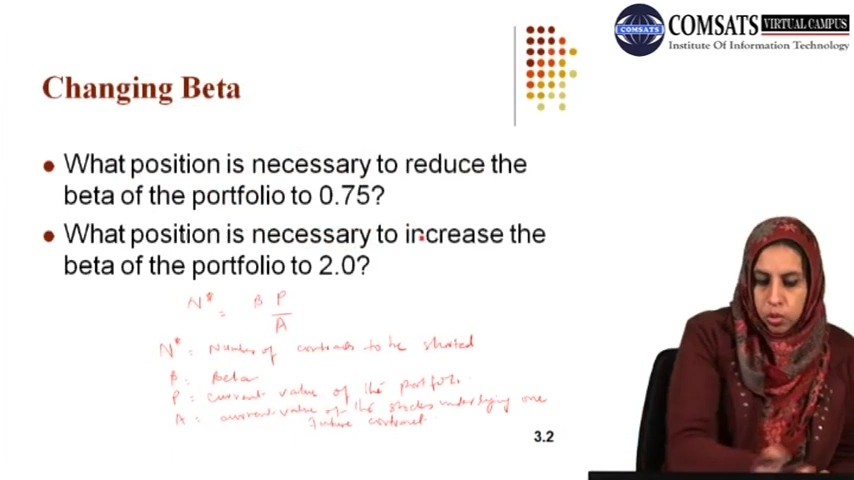 COMSATS VIRTUAL CAMPUS
COMSATS
Institute Of Information Technology
Changing Beta
What position is necessary to reduce the
beta of the portfolio to 0.75?
What position is necessary to increase the
beta of the portfolio to 2.0?
N* = β P
A
N* = Number of contracts to be shorted
β = Beta
P = current value of the portfolio
A = current value of the stocks underlying one
future contract
3.2